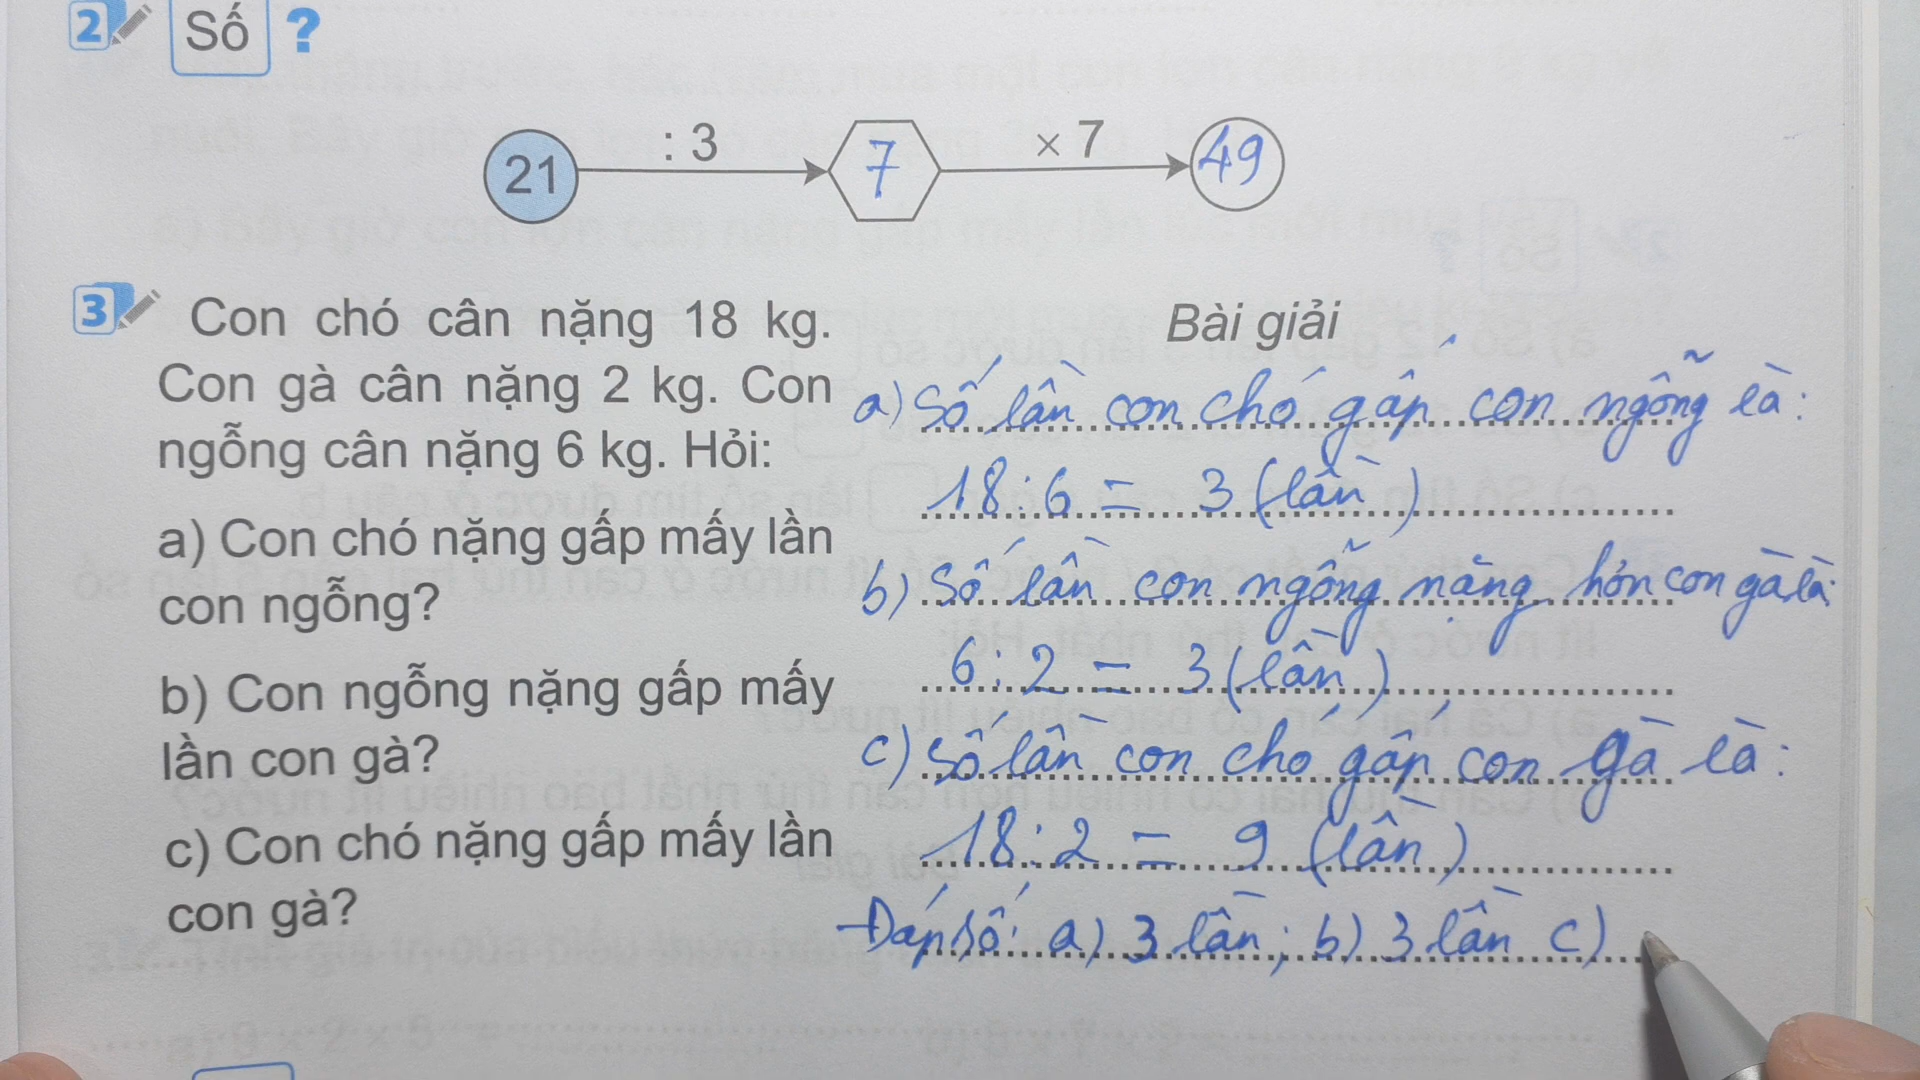 2 Số ?
21 : 3 7 × 7 49
3 Con chó cân nặng 18 kg.
Con gà cân nặng 2 kg. Con
ngỗng cân nặng 6 kg. Hỏi:
a) Con chó nặng gấp mấy lần
con ngỗng?
b) Con ngỗng nặng gấp mấy
lần con gà?
c) Con chó nặng gấp mấy lần
con gà?
Bài giải
a) Số lần con chó gấp con ngỗng là:
18 : 6 = 3 (lần)
b) Số lần con ngỗng nặng hơn con gà là:
6 : 2 = 3 (lần)
c) Số lần con chó gấp con gà là:
18 : 2 = 9 (lần)
Đáp số: a) 3 lần; b) 3 lần c)